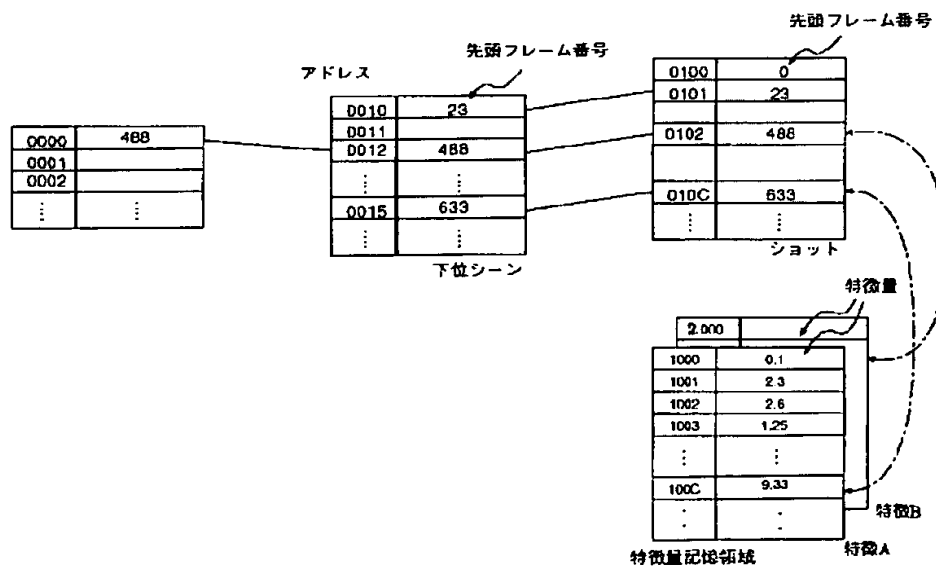 先頭フレーム番号
先頭フレーム番号
アドレス
0000 488
0001
0002
⋮ ⋮
0010 23
0011
0012 488
⋮ ⋮
0015 633
⋮ ⋮
下位シーン
0100 0
0101 23
0102 488
010C 633
⋮ ⋮
ショット
特徴量
2.000
1000 0.1
1001 2.3
1002 2.6
1003 1.25
⋮ ⋮
100C 9.33
⋮ ⋮
特徴B
特徴A
特徴量記憶領域